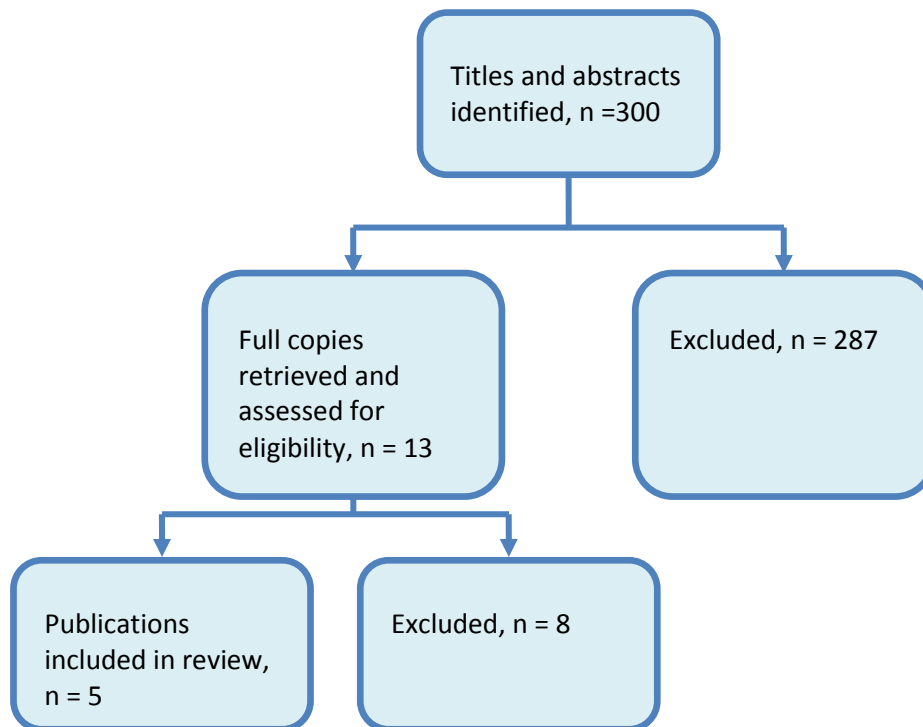 Titles and abstracts
identified, n =300
Full copies
retrieved and
assessed for
eligibility, n = 13
Excluded, n = 287
Publications
included in review,
n = 5
Excluded, n = 8